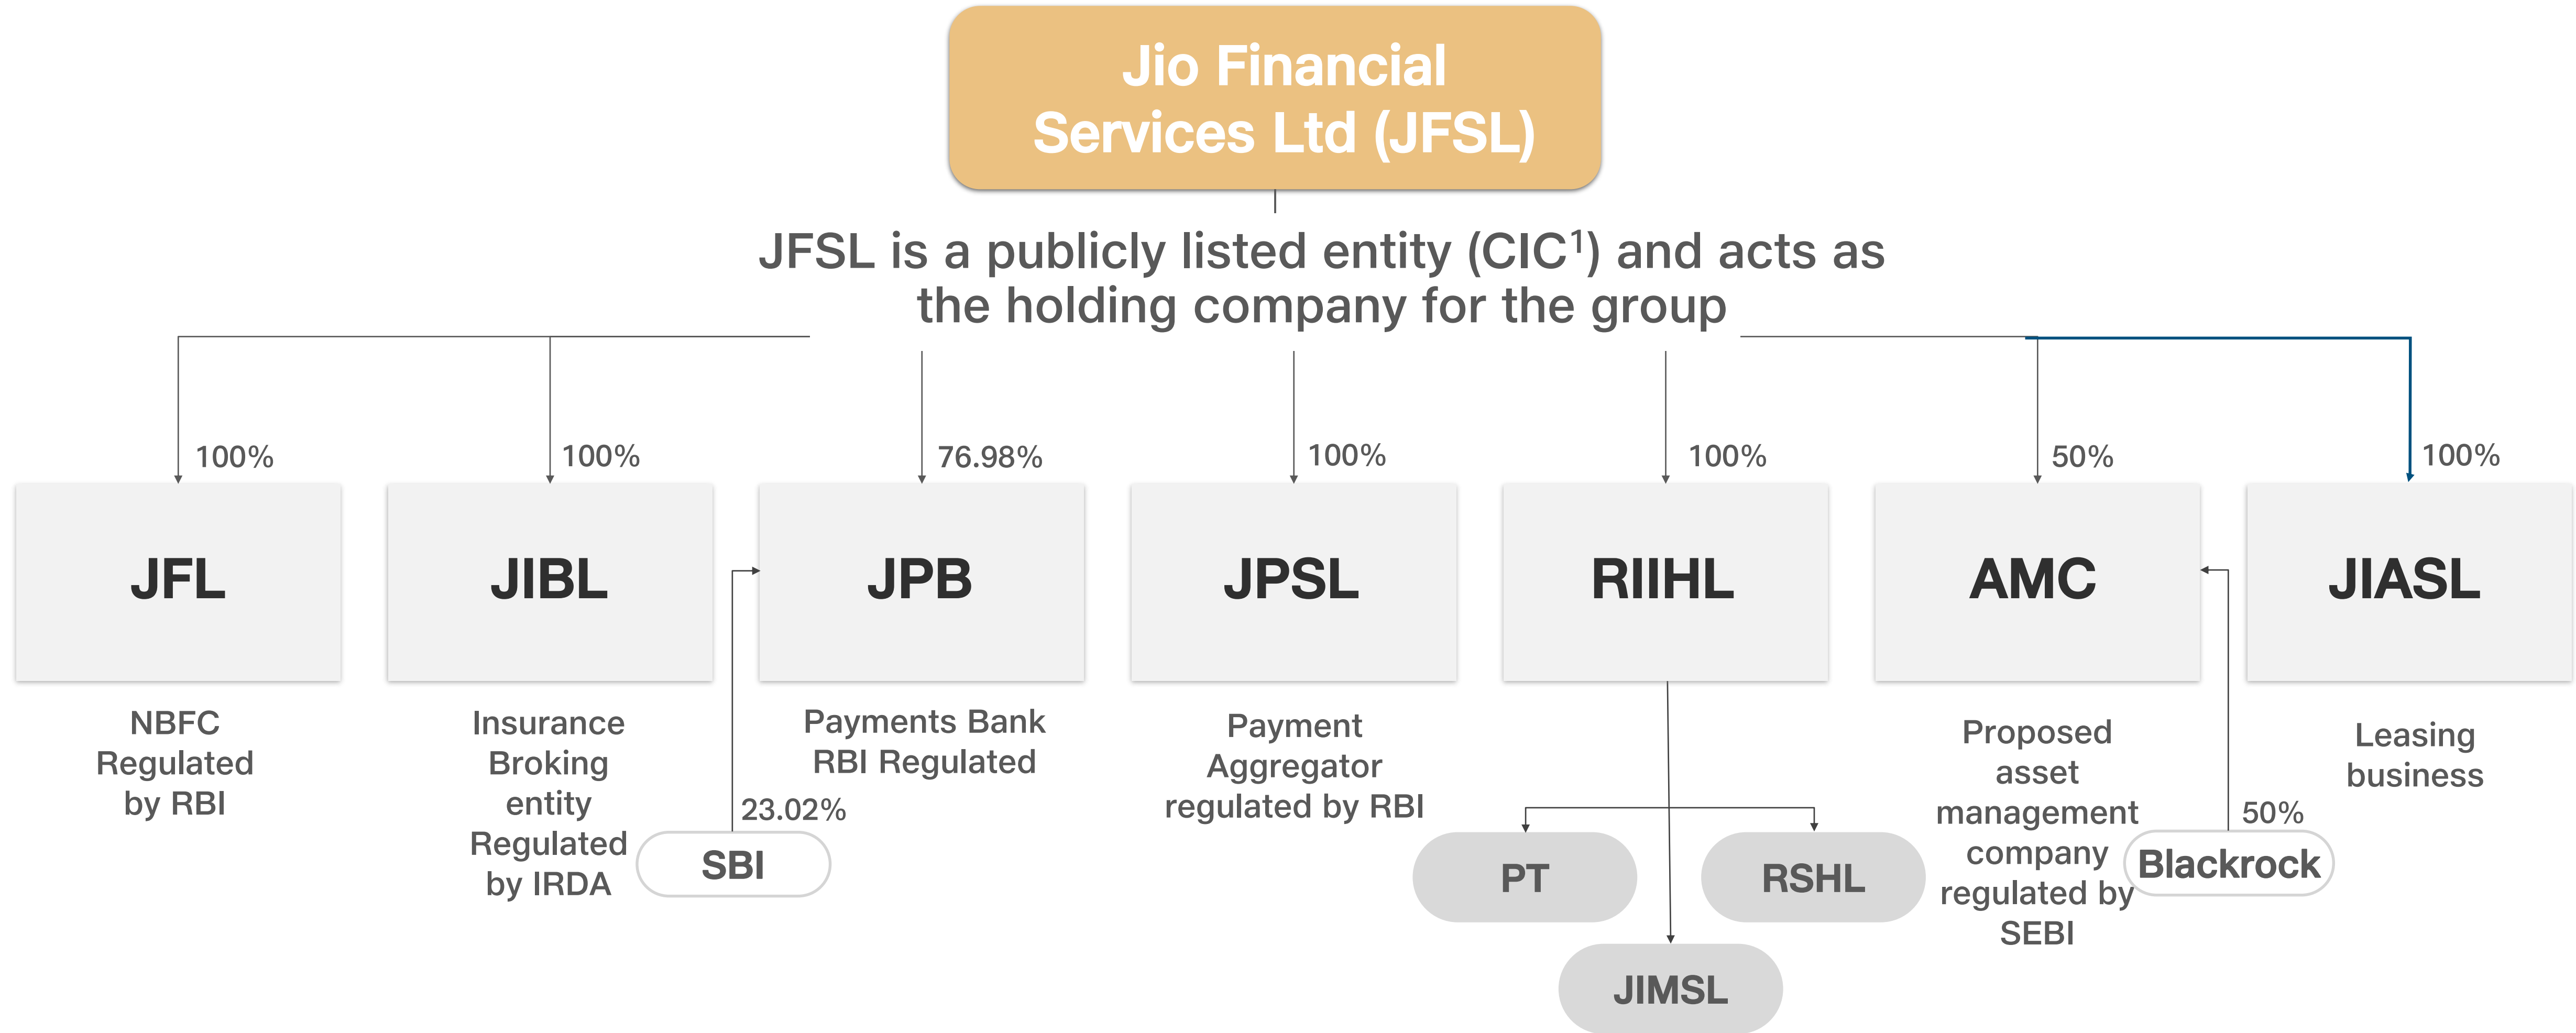 Jio Financial
Services Ltd (JFSL)
JFSL is a publicly listed entity (CIC¹) and acts as
the holding company for the group
100%
100%
76.98%
100%
100%
50%
100%
JFL
JIBL
JPB
JPSL
RIIHL
AMC
JIASL
NBFC
Regulated
by RBI
Insurance
Broking
entity
Regulated
by IRDA
23.02%
SBI
Payments Bank
RBI Regulated
Payment
Aggregator
regulated by RBI
PT
RSHL
JIMSL
Proposed
asset
management
company
regulated by
SEBI
50%
Blackrock
Leasing
business